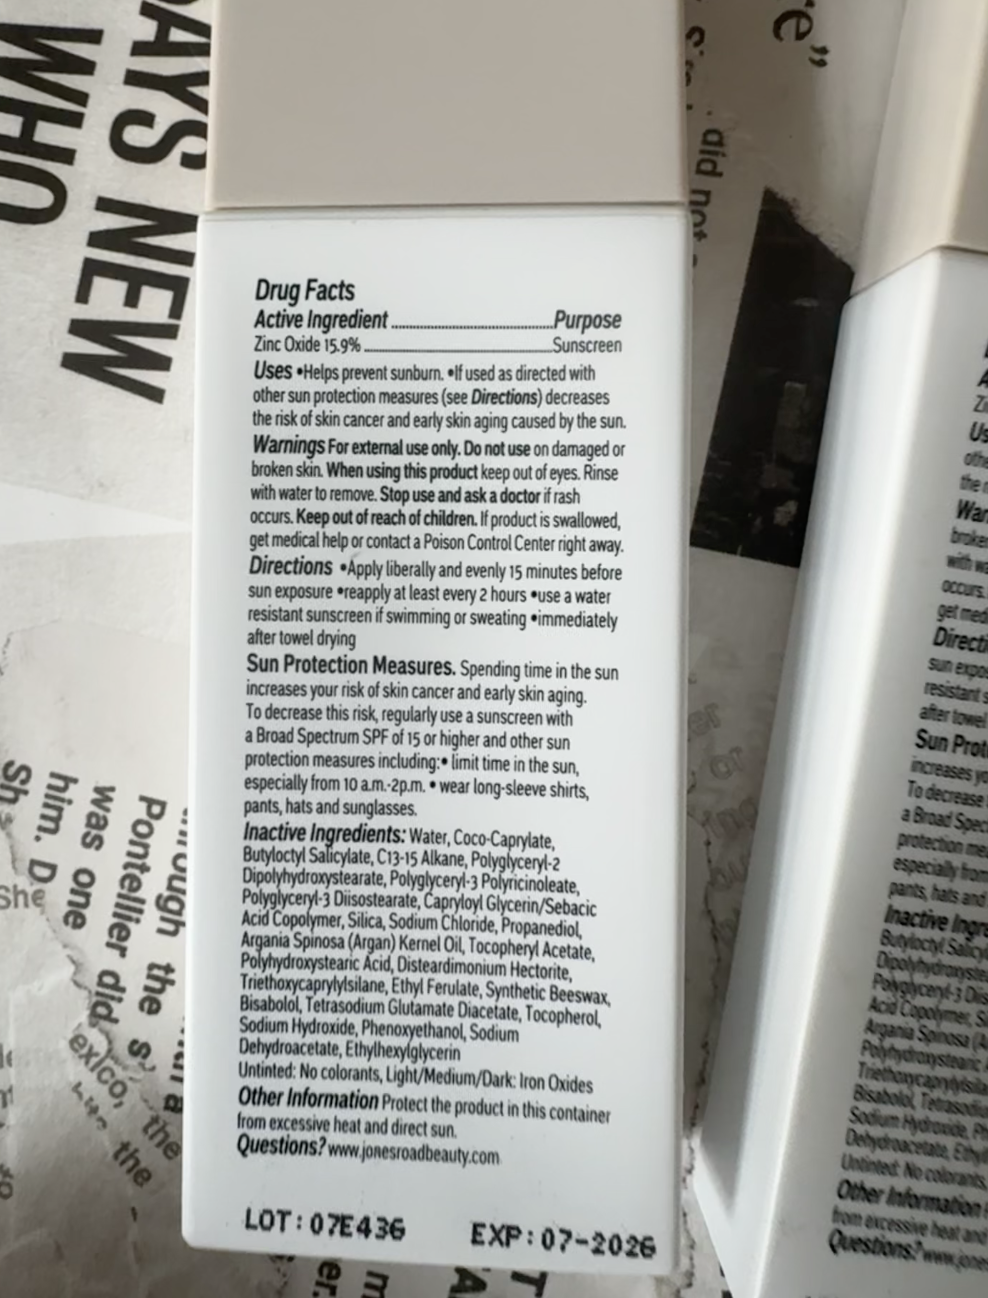 Drug Facts
Active Ingredient Purpose
Zinc Oxide 15.9% Sunscreen
Uses •Helps prevent sunburn. •If used as directed with
other sun protection measures (see Directions) decreases
the risk of skin cancer and early skin aging caused by the sun.
Warnings For external use only. Do not use on damaged or
broken skin. When using this product keep out of eyes. Rinse
with water to remove. Stop use and ask a doctor if rash
occurs. Keep out of reach of children. If product is swallowed,
get medical help or contact a Poison Control Center right away.
Directions •Apply liberally and evenly 15 minutes before
sun exposure •reapply at least every 2 hours •use a water
resistant sunscreen if swimming or sweating •immediately
after towel drying
Sun Protection Measures. Spending time in the sun
increases your risk of skin cancer and early skin aging.
To decrease this risk, regularly use a sunscreen with
a Broad Spectrum SPF of 15 or higher and other sun
protection measures including:• limit time in the sun,
especially from 10 a.m.-2p.m. • wear long-sleeve shirts,
pants, hats and sunglasses.
Inactive Ingredients: Water, Coco-Caprylate,
Butyloctyl Salicylate, C13-15 Alkane, Polyglyceryl-2
Dipolyhydroxystearate, Polyglyceryl-3 Polyricinoleate,
Polyglyceryl-3 Diisostearate, Capryloyl Glycerin/Sebacic
Acid Copolymer, Silica, Sodium Chloride, Propanediol,
Argania Spinosa (Argan) Kernel Oil, Tocopheryl Acetate,
Polyhydroxystearic Acid, Disteardimonium Hectorite,
Triethoxycaprylylsilane, Ethyl Ferulate, Synthetic Beeswax,
Bisabolol, Tetrasodium Glutamate Diacetate, Tocopherol,
Sodium Hydroxide, Phenoxyethanol, Sodium
Dehydroacetate, Ethylhexylglycerin
Untinted: No colorants, Light/Medium/Dark: Iron Oxides
Other Information Protect the product in this container
from excessive heat and direct sun.
Questions? www.jonesroadbeauty.com
LOT: 07E436 EXP: 07-2026
DAYS NEW
WHO
did not
through the
Pontellier did
was one
him. D
She
exico, the
the